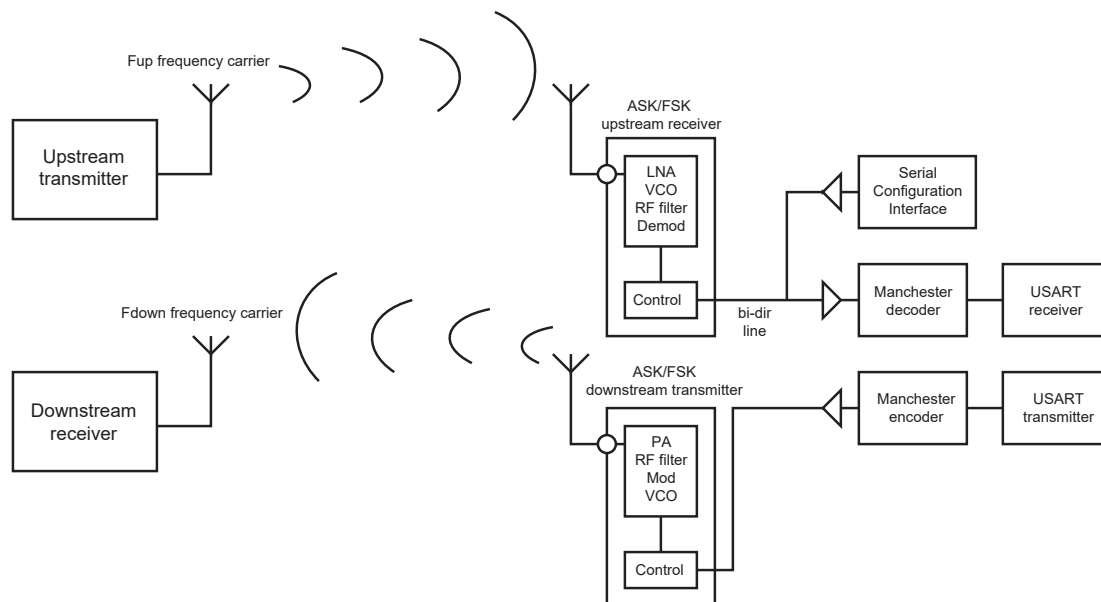 Fup frequency carrier
Upstream
transmitter
ASK/FSK
upstream receiver
LNA
VCO
RF filter
Demod
Control
bi-dir
line
Serial
Configuration
Interface
Manchester
decoder
USART
receiver
Fdown frequency carrier
Downstream
receiver
ASK/FSK
downstream transmitter
PA
RF filter
Mod
VCO
Control
Manchester
encoder
USART
transmitter